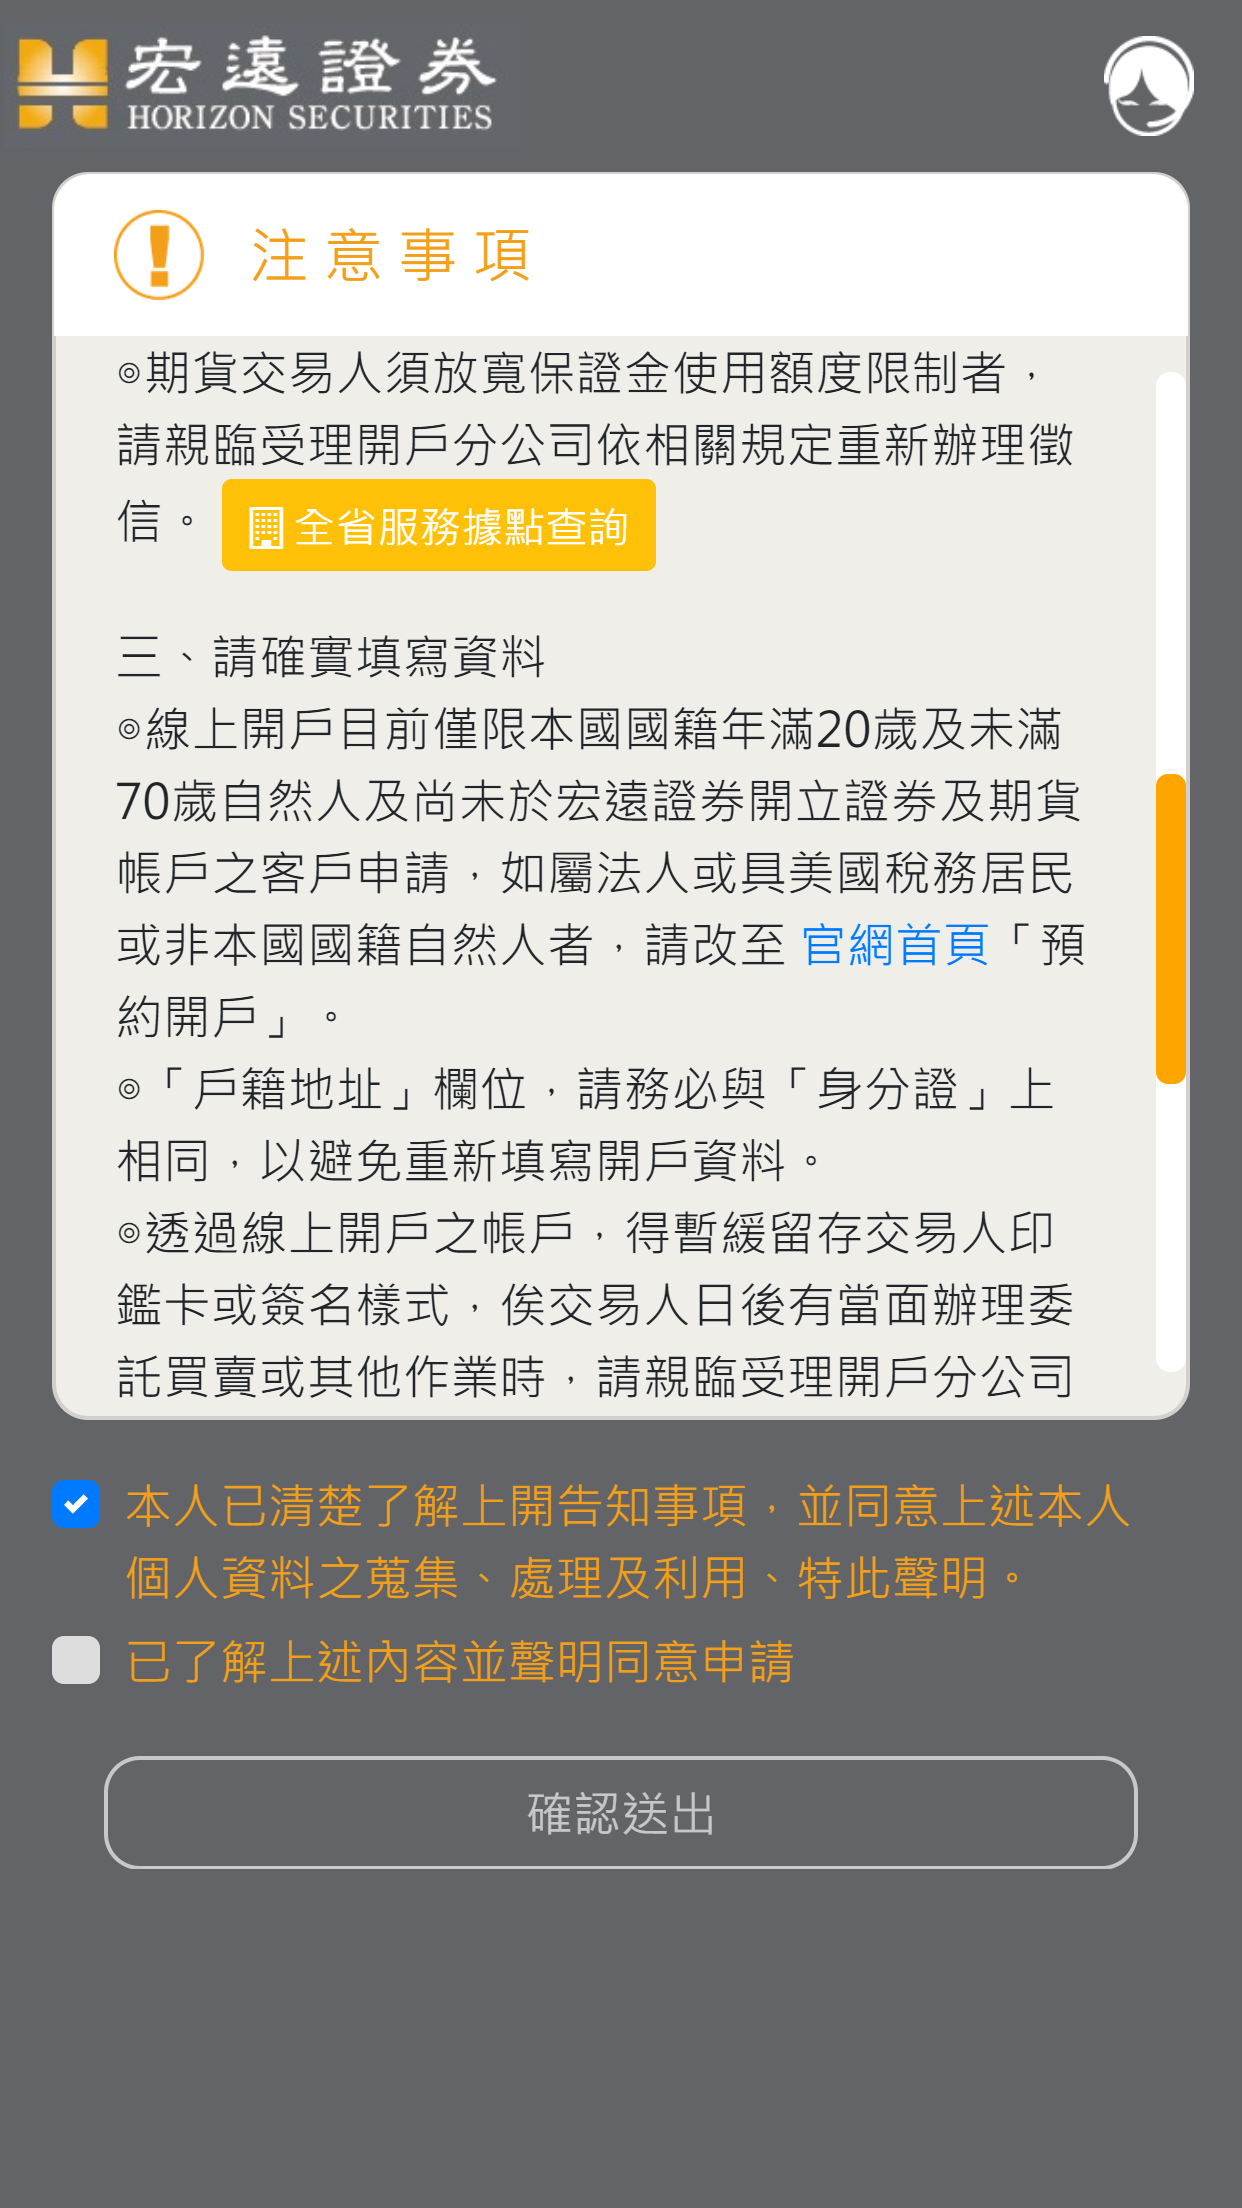 宏遠證券
HORIZON SECURITIES
注意事項
◎期貨交易人須放寬保證金使用額度限制者，
請親臨受理開戶分公司依相關規定重新辦理徵
信。 全省服務據點查詢
三、請確實填寫資料
◎線上開戶目前僅限本國國籍年滿20歲及未滿
70歲自然人及尚未於宏遠證券開立證券及期貨
帳戶之客戶申請，如屬法人或具美國稅務居民
或非本國國籍自然人者，請改至 官網首頁「預
約開戶」。
◎「戶籍地址」欄位，請務必與「身分證」上
相同，以避免重新填寫開戶資料。
◎透過線上開戶之帳戶，得暫緩留存交易人印
鑑卡或簽名樣式，俟交易人日後有當面辦理委
託買賣或其他作業時，請親臨受理開戶分公司
本人已清楚了解上開告知事項，並同意上述本人
個人資料之蒐集、處理及利用、特此聲明。
已了解上述內容並聲明同意申請
確認送出